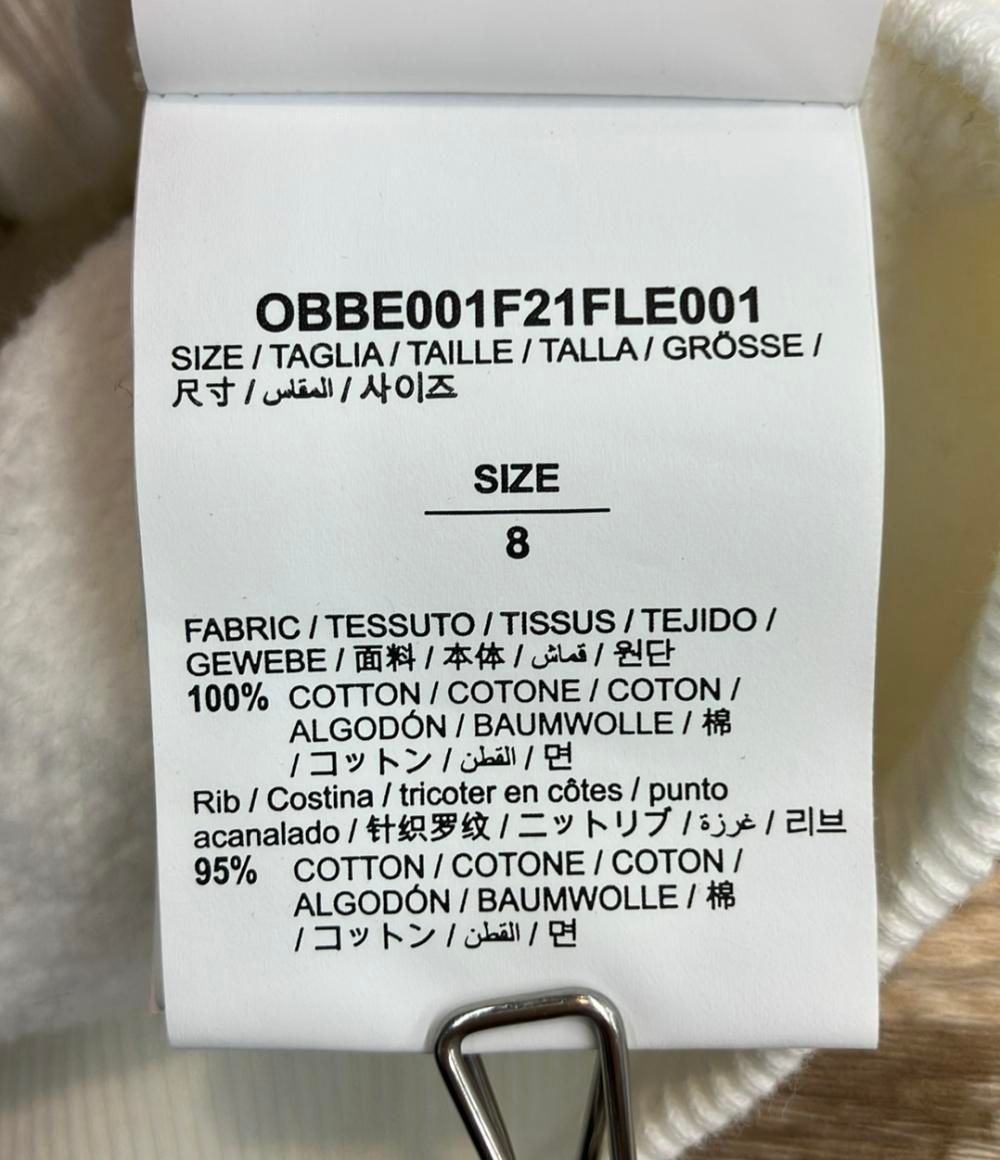 OBBE001F21FLE001
SIZE / TAGLIA / TAILLE / TALLA / GRÖSSE /
尺寸 / المقاس / 사이즈
SIZE
8
FABRIC / TESSUTO / TISSUS / TEJIDO /
GEWEBE / 面料 / 本体 / قماش / 원단
100% COTTON / COTONE / COTON /
ALGODÓN / BAUMWOLLE / 棉
/ コットン / القطن / 면
Rib / Costina / tricoter en côtes / punto
acanalado / 针织罗纹 / ニットリブ / غرزة / 리브
95% COTTON / COTONE / COTON /
ALGODÓN / BAUMWOLLE / 棉
/ コットン / القطن / 면